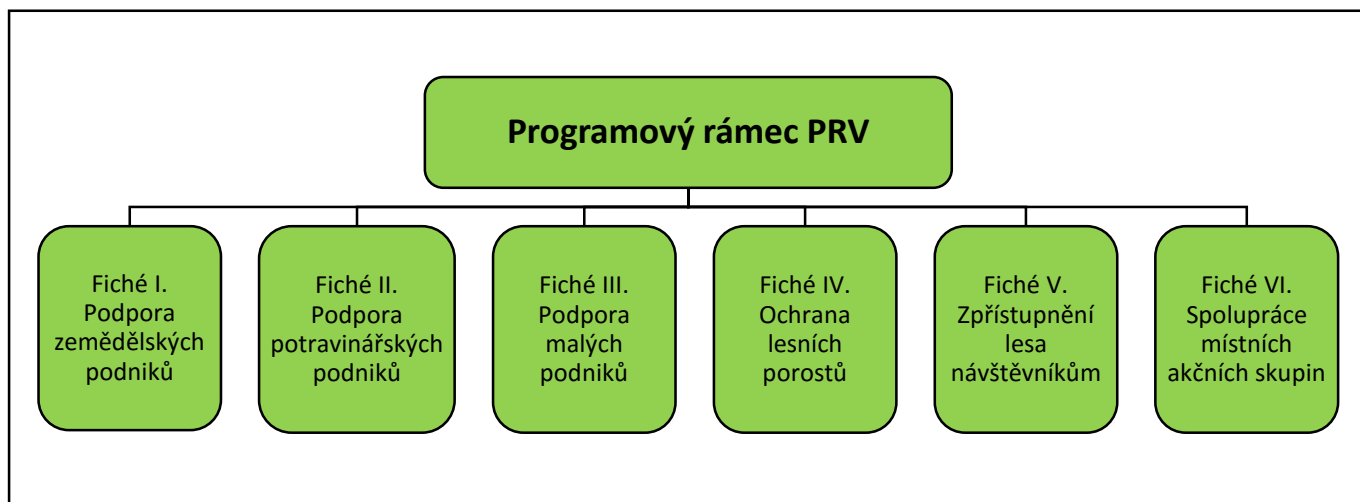 Programový rámec PRV
Fiché I.
Podpora
zemědělských
podniků
Fiché II.
Podpora
potravinářských
podniků
Fiché III.
Podpora
malých
podniků
Fiché IV.
Ochrana
lesních
porostů
Fiché V.
Zpřístupnění
lesa
návštěvníkům
Fiché VI.
Spolupráce
místních
akčních skupin